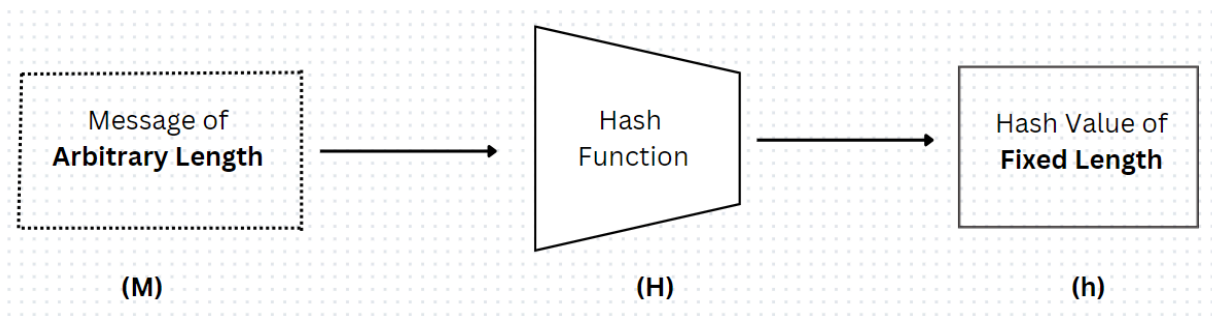 Message of
Arbitrary Length
Hash
Function
Hash Value of
Fixed Length
(M)
(H)
(h)